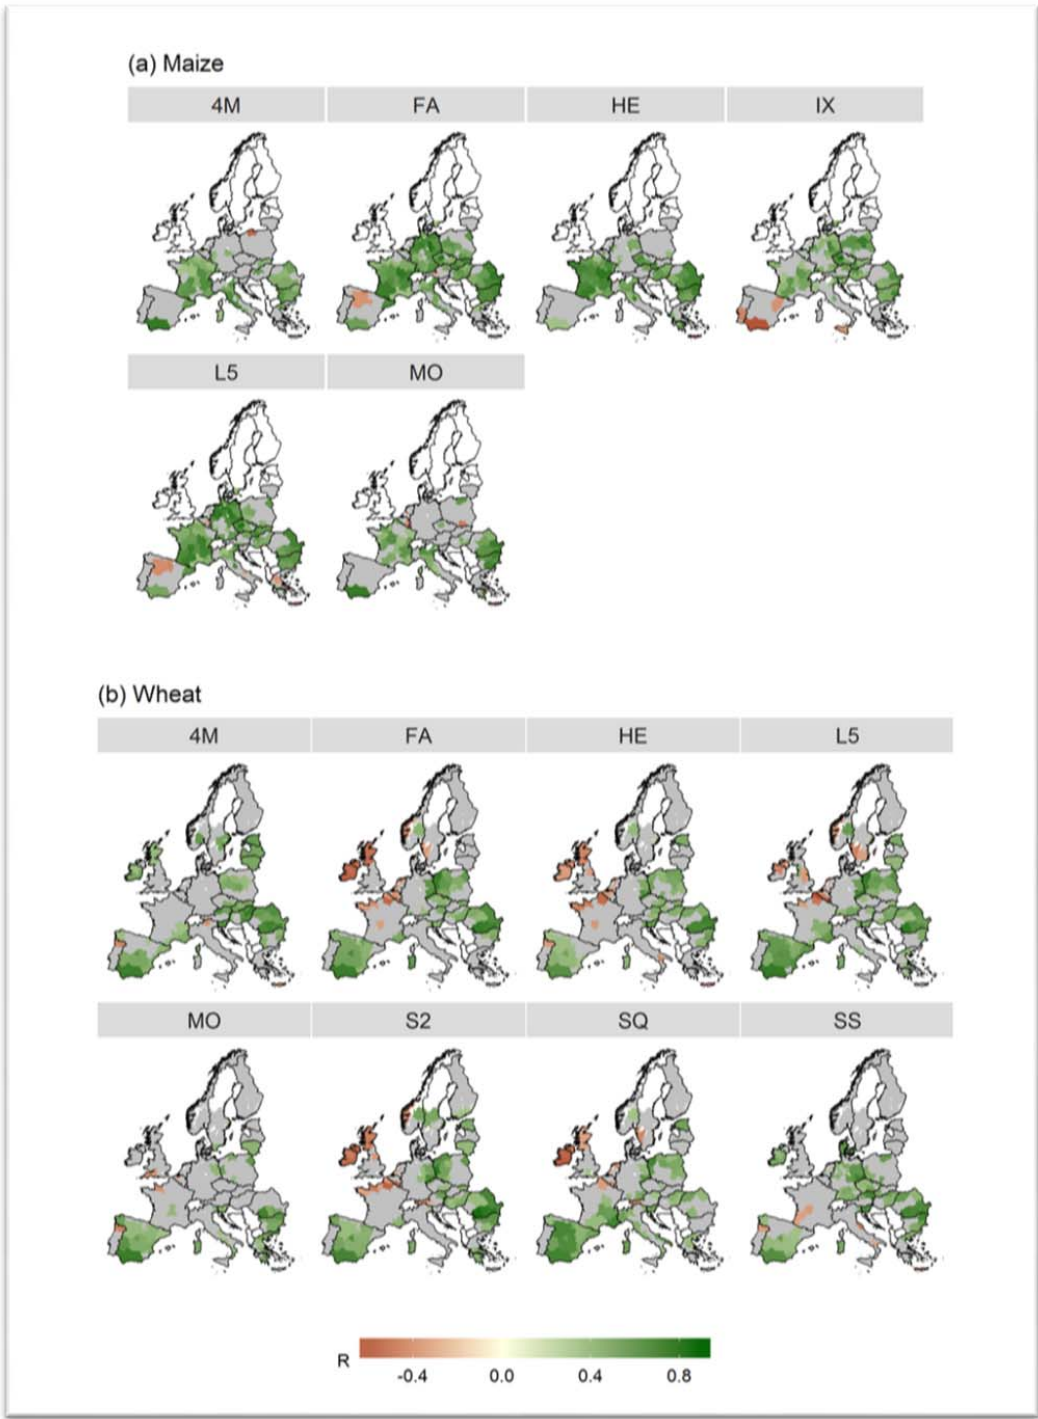 (a) Maize
4M FA HE IX
L5 MO
(b) Wheat
4M FA HE L5
MO S2 SQ SS
R
-0.4 0.0 0.4 0.8